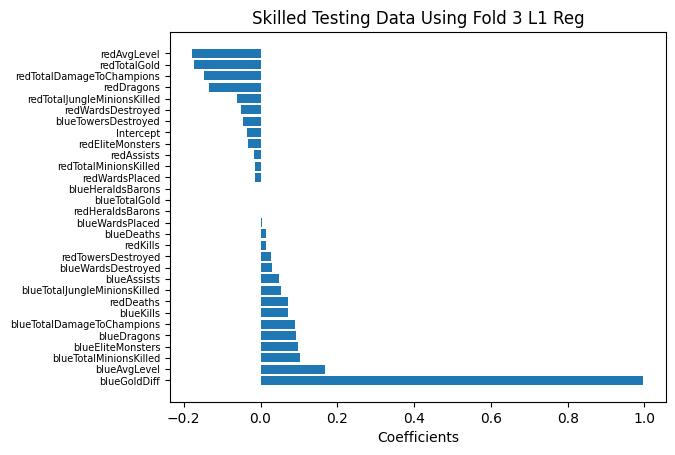 Skilled Testing Data Using Fold 3 L1 Reg
redAvgLevel
redTotalGold
redTotalDamageToChampions
redDragons
redTotalJungleMinionsKilled
redWardsDestroyed
blueTowersDestroyed
Intercept
redEliteMonsters
redAssists
redTotalMinionsKilled
redWardsPlaced
blueHeraldsBarons
blueTotalGold
redHeraldsBarons
blueWardsPlaced
blueDeaths
redKills
redTowersDestroyed
blueWardsDestroyed
blueAssists
blueTotalJungleMinionsKilled
redDeaths
blueKills
blueTotalDamageToChampions
blueDragons
blueEliteMonsters
blueTotalMinionsKilled
blueAvgLevel
blueGoldDiff
−0.2 0.0 0.2 0.4 0.6 0.8 1.0
Coefficients